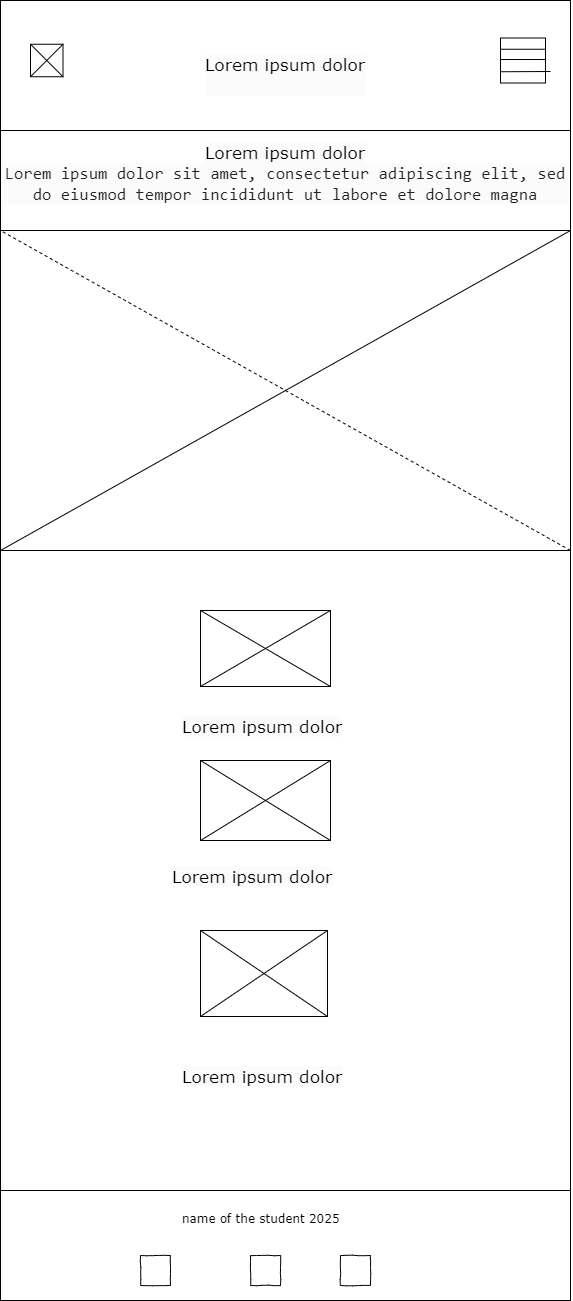 Lorem ipsum dolor
Lorem ipsum dolor
Lorem ipsum dolor sit amet, consectetur adipiscing elit, sed
do eiusmod tempor incididunt ut labore et dolore magna
Lorem ipsum dolor
Lorem ipsum dolor
Lorem ipsum dolor
name of the student 2025